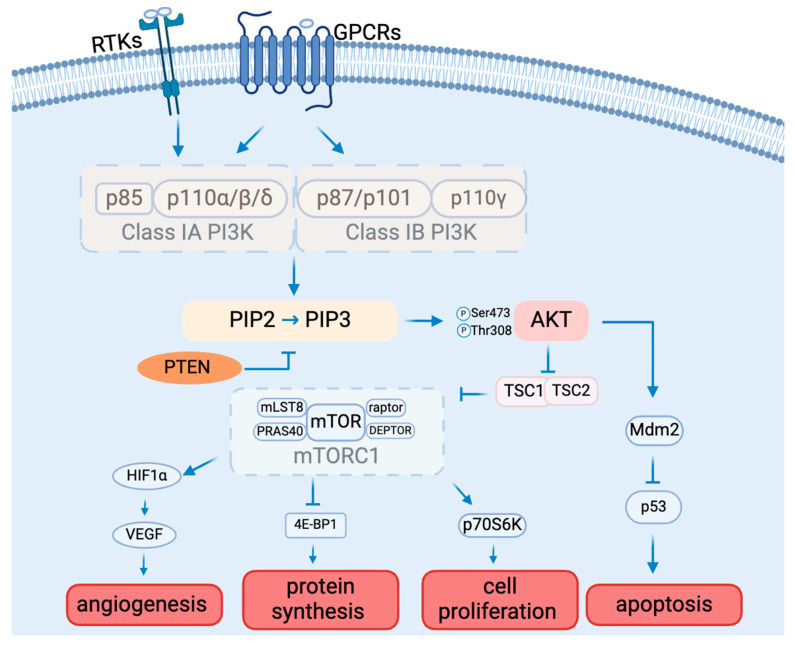 RTKs
GPCRs
p85
p110α/β/δ
p87/p101
p110γ
Class IA PI3K
Class IB PI3K
PIP2 → PIP3
P Ser473
P Thr308
AKT
PTEN
TSC1
TSC2
mLST8
raptor
mTOR
PRAS40
DEPTOR
mTORC1
Mdm2
HIF1α
4E-BP1
p70S6K
p53
VEGF
angiogenesis
protein
synthesis
cell
proliferation
apoptosis